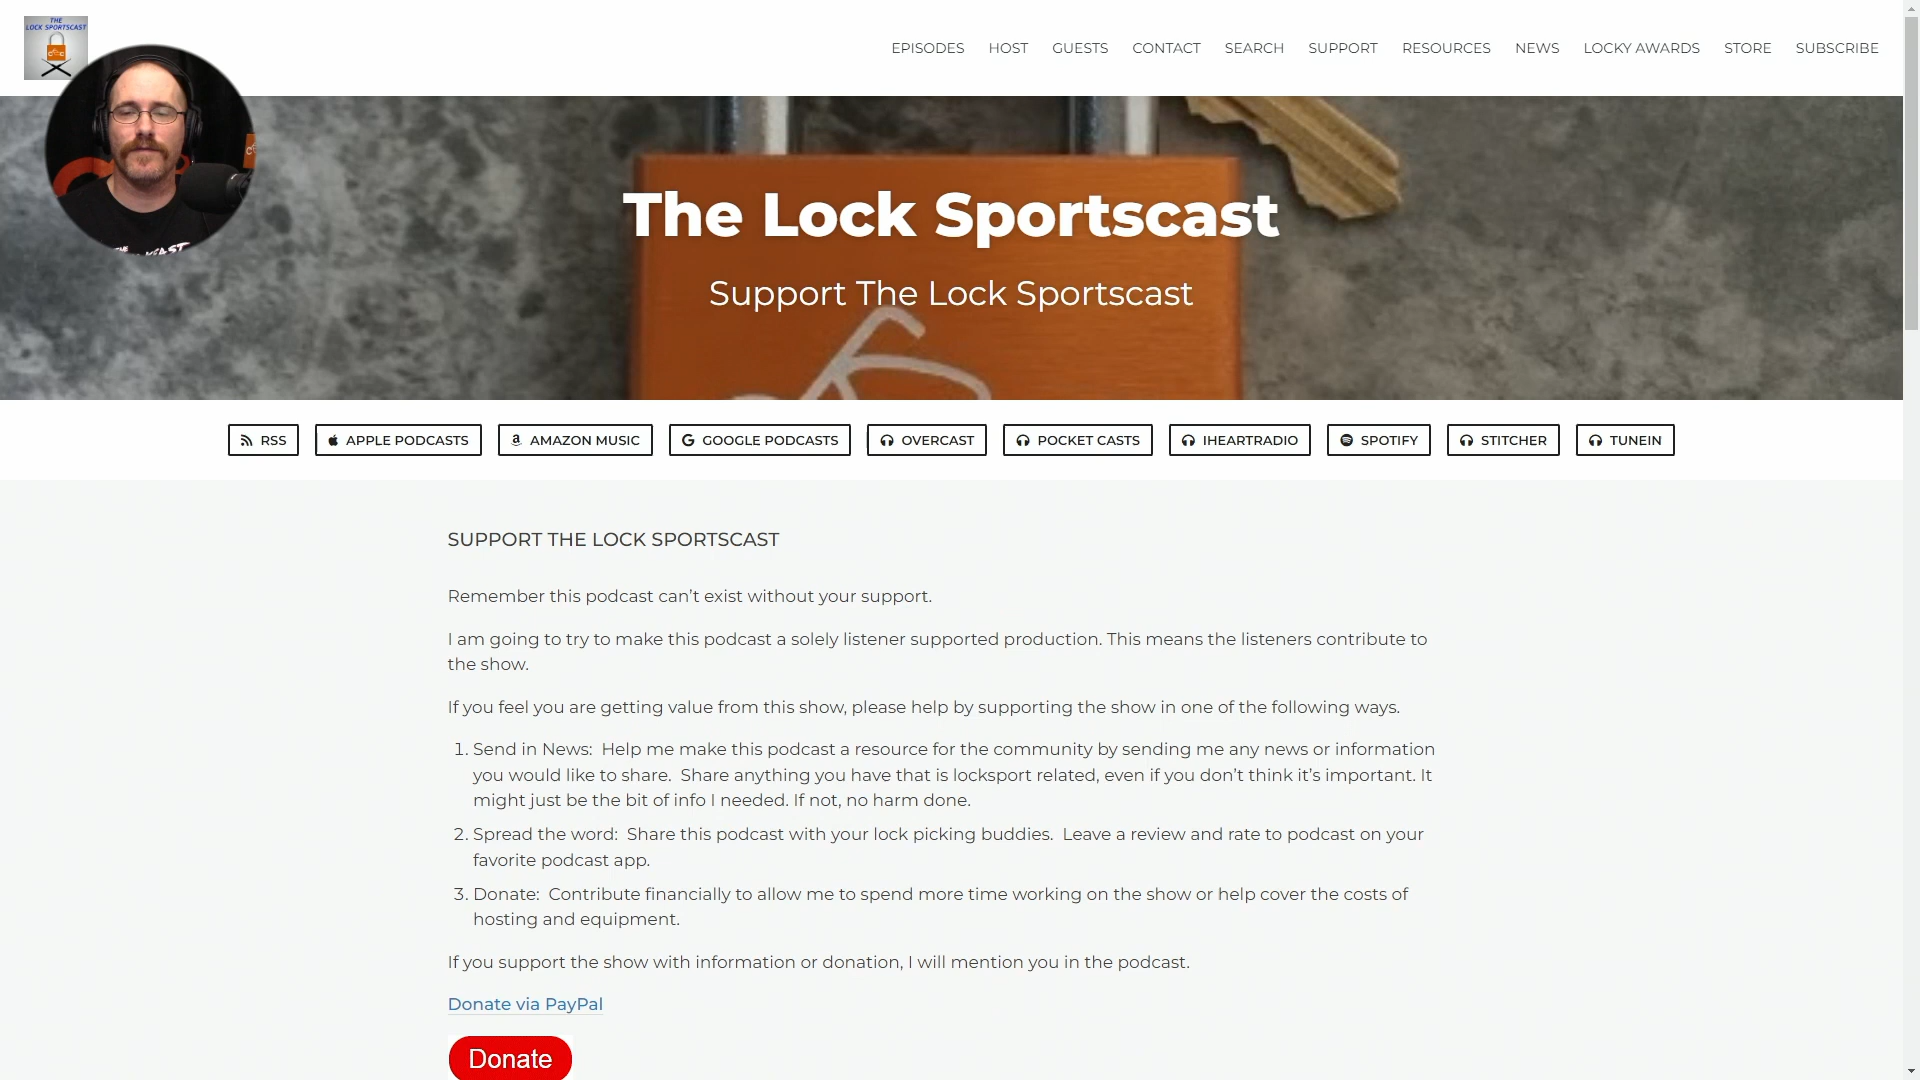 THE
LOCK SPORTSCAST
EPISODES HOST GUESTS CONTACT SEARCH SUPPORT RESOURCES NEWS LOCKY AWARDS STORE SUBSCRIBE
The Lock Sportscast
Support The Lock Sportscast
RSS APPLE PODCASTS AMAZON MUSIC GOOGLE PODCASTS OVERCAST POCKET CASTS IHEARTRADIO SPOTIFY STITCHER TUNEIN
SUPPORT THE LOCK SPORTSCAST
Remember this podcast can’t exist without your support.
I am going to try to make this podcast a solely listener supported production. This means the listeners contribute to
the show.
If you feel you are getting value from this show, please help by supporting the show in one of the following ways.
1. Send in News:  Help me make this podcast a resource for the community by sending me any news or information
you would like to share.  Share anything you have that is locksport related, even if you don’t think it’s important. It
might just be the bit of info I needed. If not, no harm done.
2. Spread the word:  Share this podcast with your lock picking buddies.  Leave a review and rate to podcast on your
favorite podcast app.
3. Donate:  Contribute financially to allow me to spend more time working on the show or help cover the costs of
hosting and equipment.
If you support the show with information or donation, I will mention you in the podcast.
Donate via PayPal
Donate